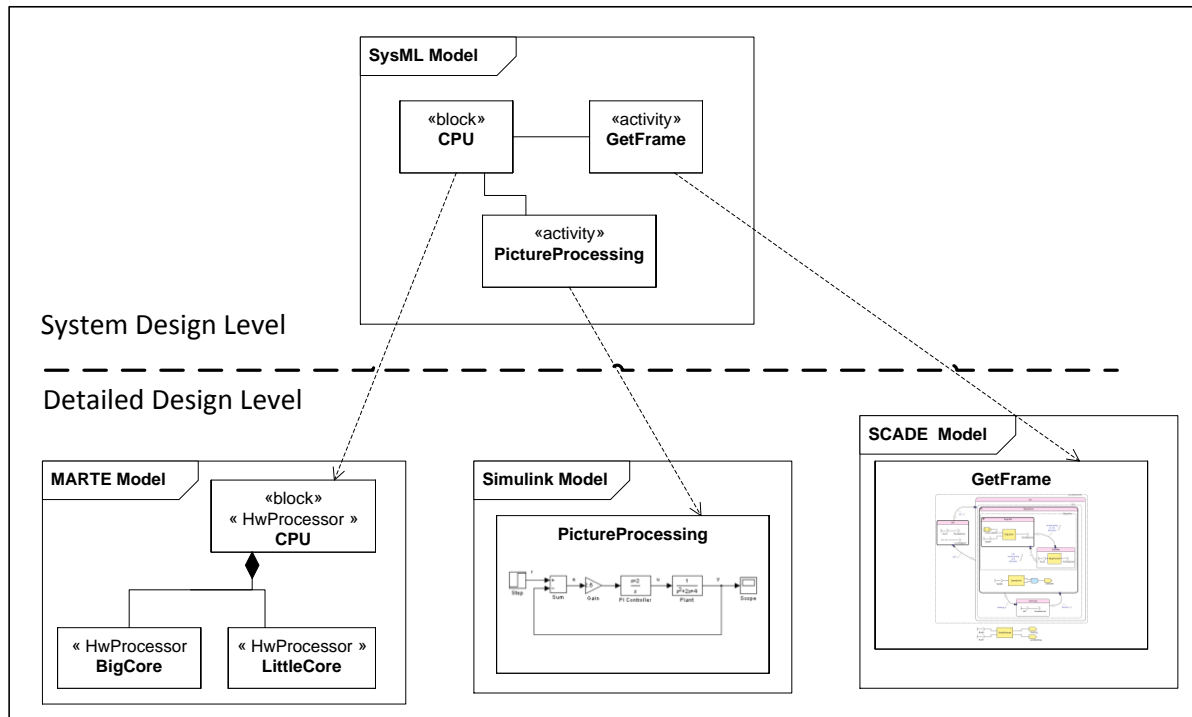 SysML Model
«block»
CPU
«activity»
GetFrame
«activity»
PictureProcessing
System Design Level
Detailed Design Level
MARTE Model
«block»
« HwProcessor »
CPU
« HwProcessor
BigCore
« HwProcessor »
LittleCore
Simulink Model
PictureProcessing
r
e
u
y
Step
Sum
Gain
PI Controller
Plant
Scope
SCADE Model
GetFrame